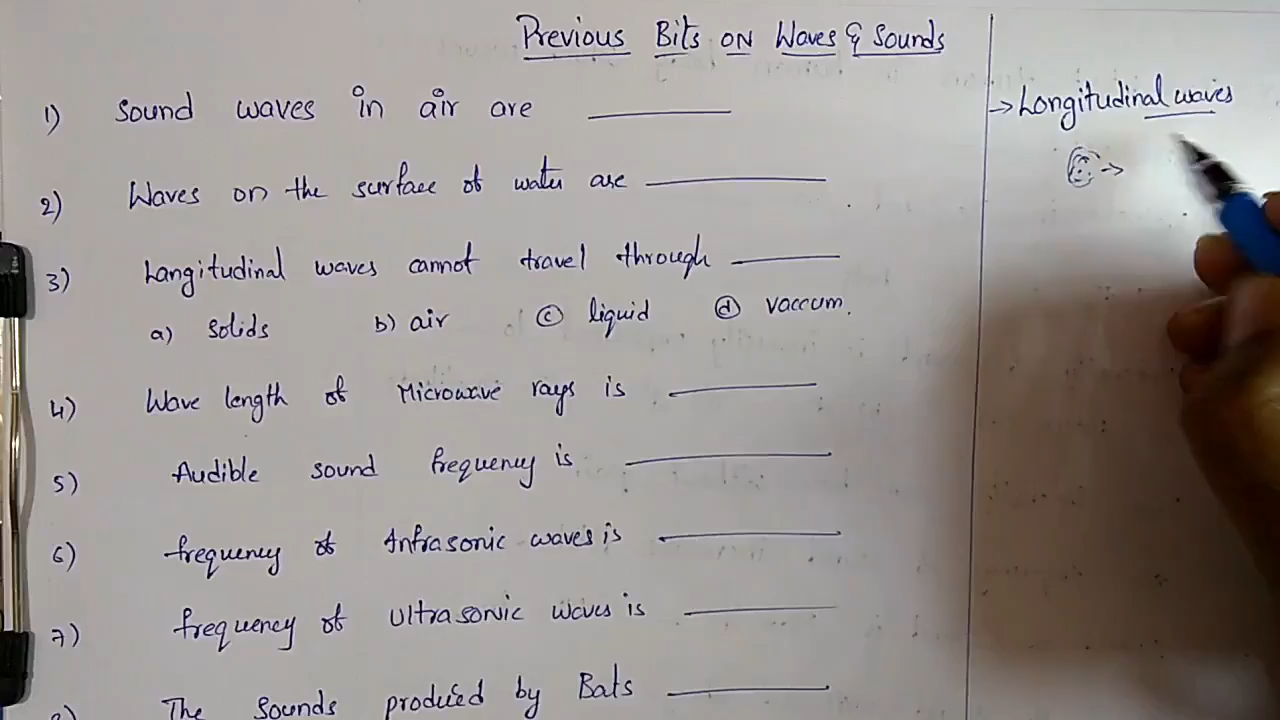 Previous Bits ON Waves & Sounds
1) Sound waves in air are
→ Longitudinal waves
2) Waves on the surface of water are
3) Longitudinal waves cannot travel through
a) Solids b) air c) liquid d) vaccum.
4) Wave length of Microwave rays is
5) Audible sound frequency is
6) frequency of Infrasonic waves is
7) frequency of Ultrasonic waves is
8) The Sounds produced by Bats